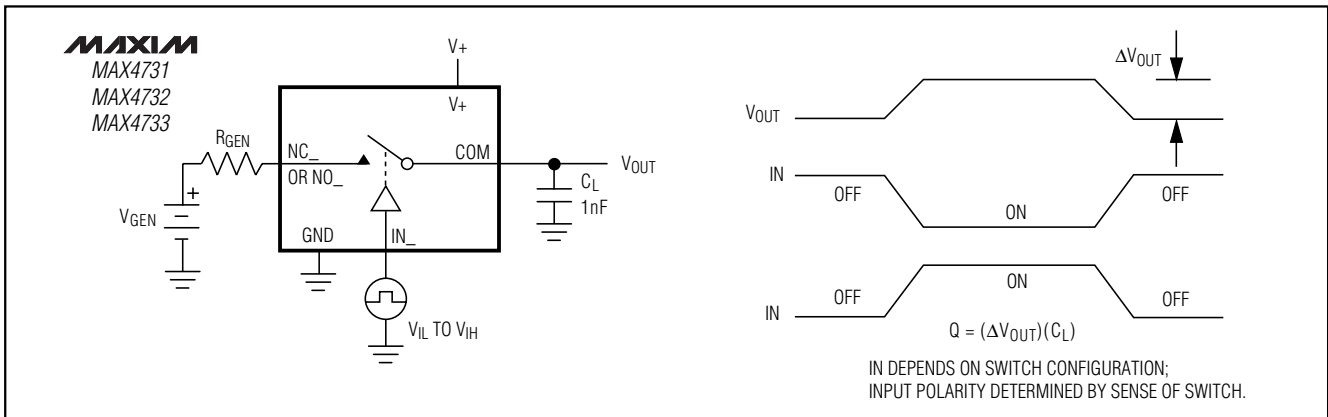 MAXIM
MAX4731
MAX4732
MAX4733
V+
V+
RGEN
NC_
OR NO_
COM
VOUT
CL
1nF
VGEN
+
GND
IN_
VIL TO VIH
ΔVOUT
VOUT
IN
OFF
ON
OFF
IN
OFF
ON
OFF
Q = (ΔVOUT)(CL)
IN DEPENDS ON SWITCH CONFIGURATION;
INPUT POLARITY DETERMINED BY SENSE OF SWITCH.